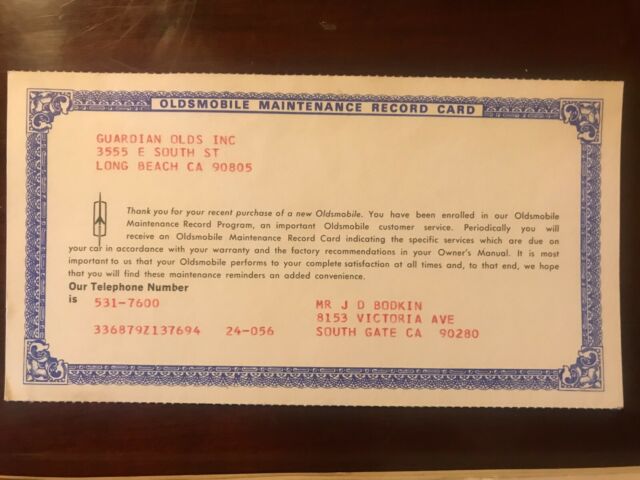 OLDSMOBILE MAINTENANCE RECORD CARD
GUARDIAN OLDS INC
3555 E SOUTH ST
LONG BEACH CA 90805
Thank you for your recent purchase of a new Oldsmobile. You have been enrolled in our Oldsmobile
Maintenance Record Program, an important Oldsmobile customer service. Periodically you will
receive an Oldsmobile Maintenance Record Card indicating the specific services which are due on
your car in accordance with your warranty and the factory recommendations in your Owner's Manual. It is most
important to us that your Oldsmobile performs to your complete satisfaction at all times and, to that end, we hope
that you will find these maintenance reminders an added convenience.
Our Telephone Number
is 531-7600
336879Z137694 24-056
MR J D BODKIN
8153 VICTORIA AVE
SOUTH GATE CA 90280